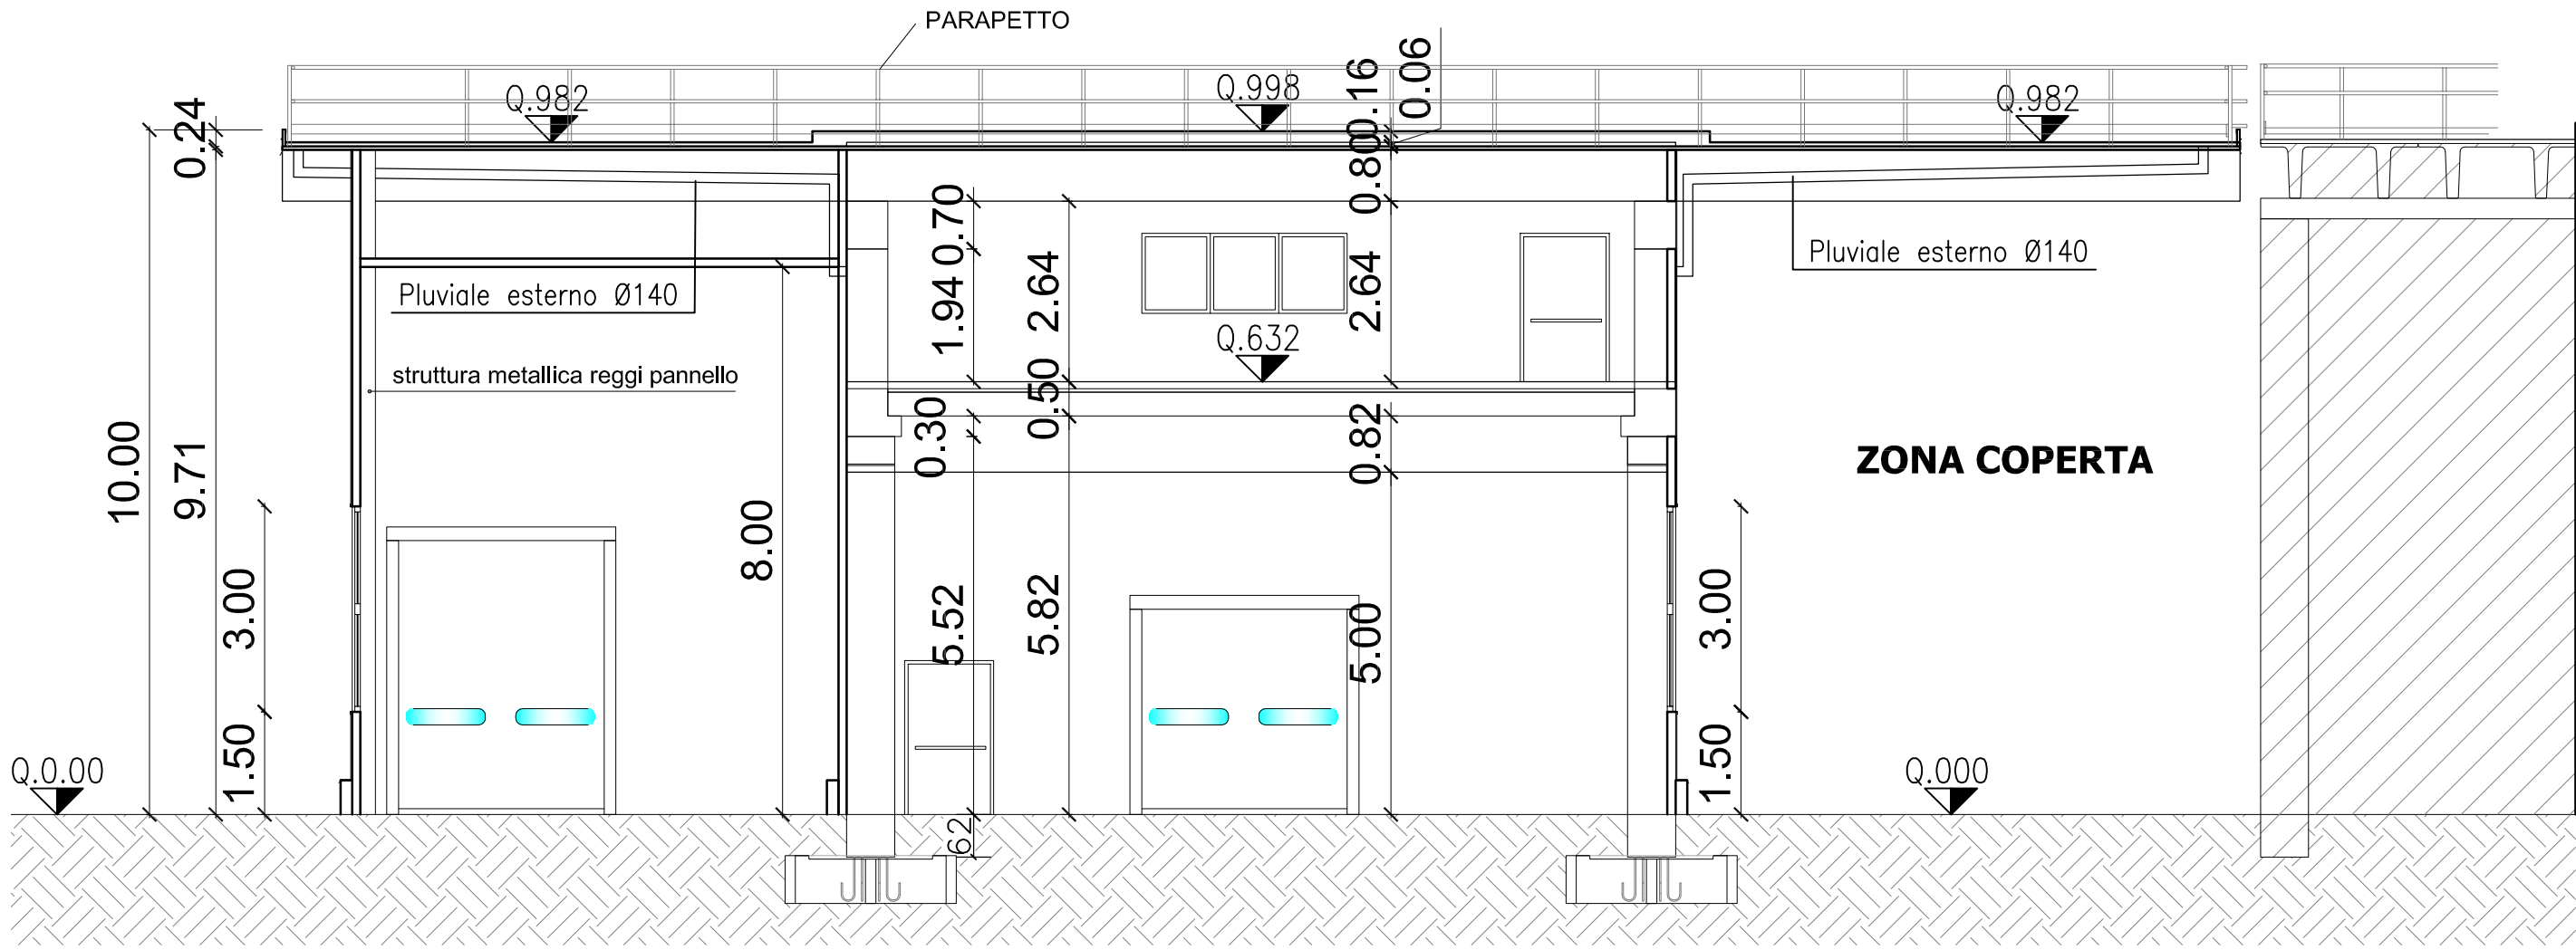 PARAPETTO
0.06
0.16
0.80
Q.982
Q.998
Q.982
0.24
0.70
2.64
1.94
2.64
Pluviale esterno Ø140
Pluviale esterno Ø140
Q.632
struttura metallica reggi pannello
0.50
0.30
0.82
10.00
9.71
ZONA COPERTA
8.00
3.00
5.52
5.82
5.00
3.00
1.50
1.50
Q.0.00
Q.000
62